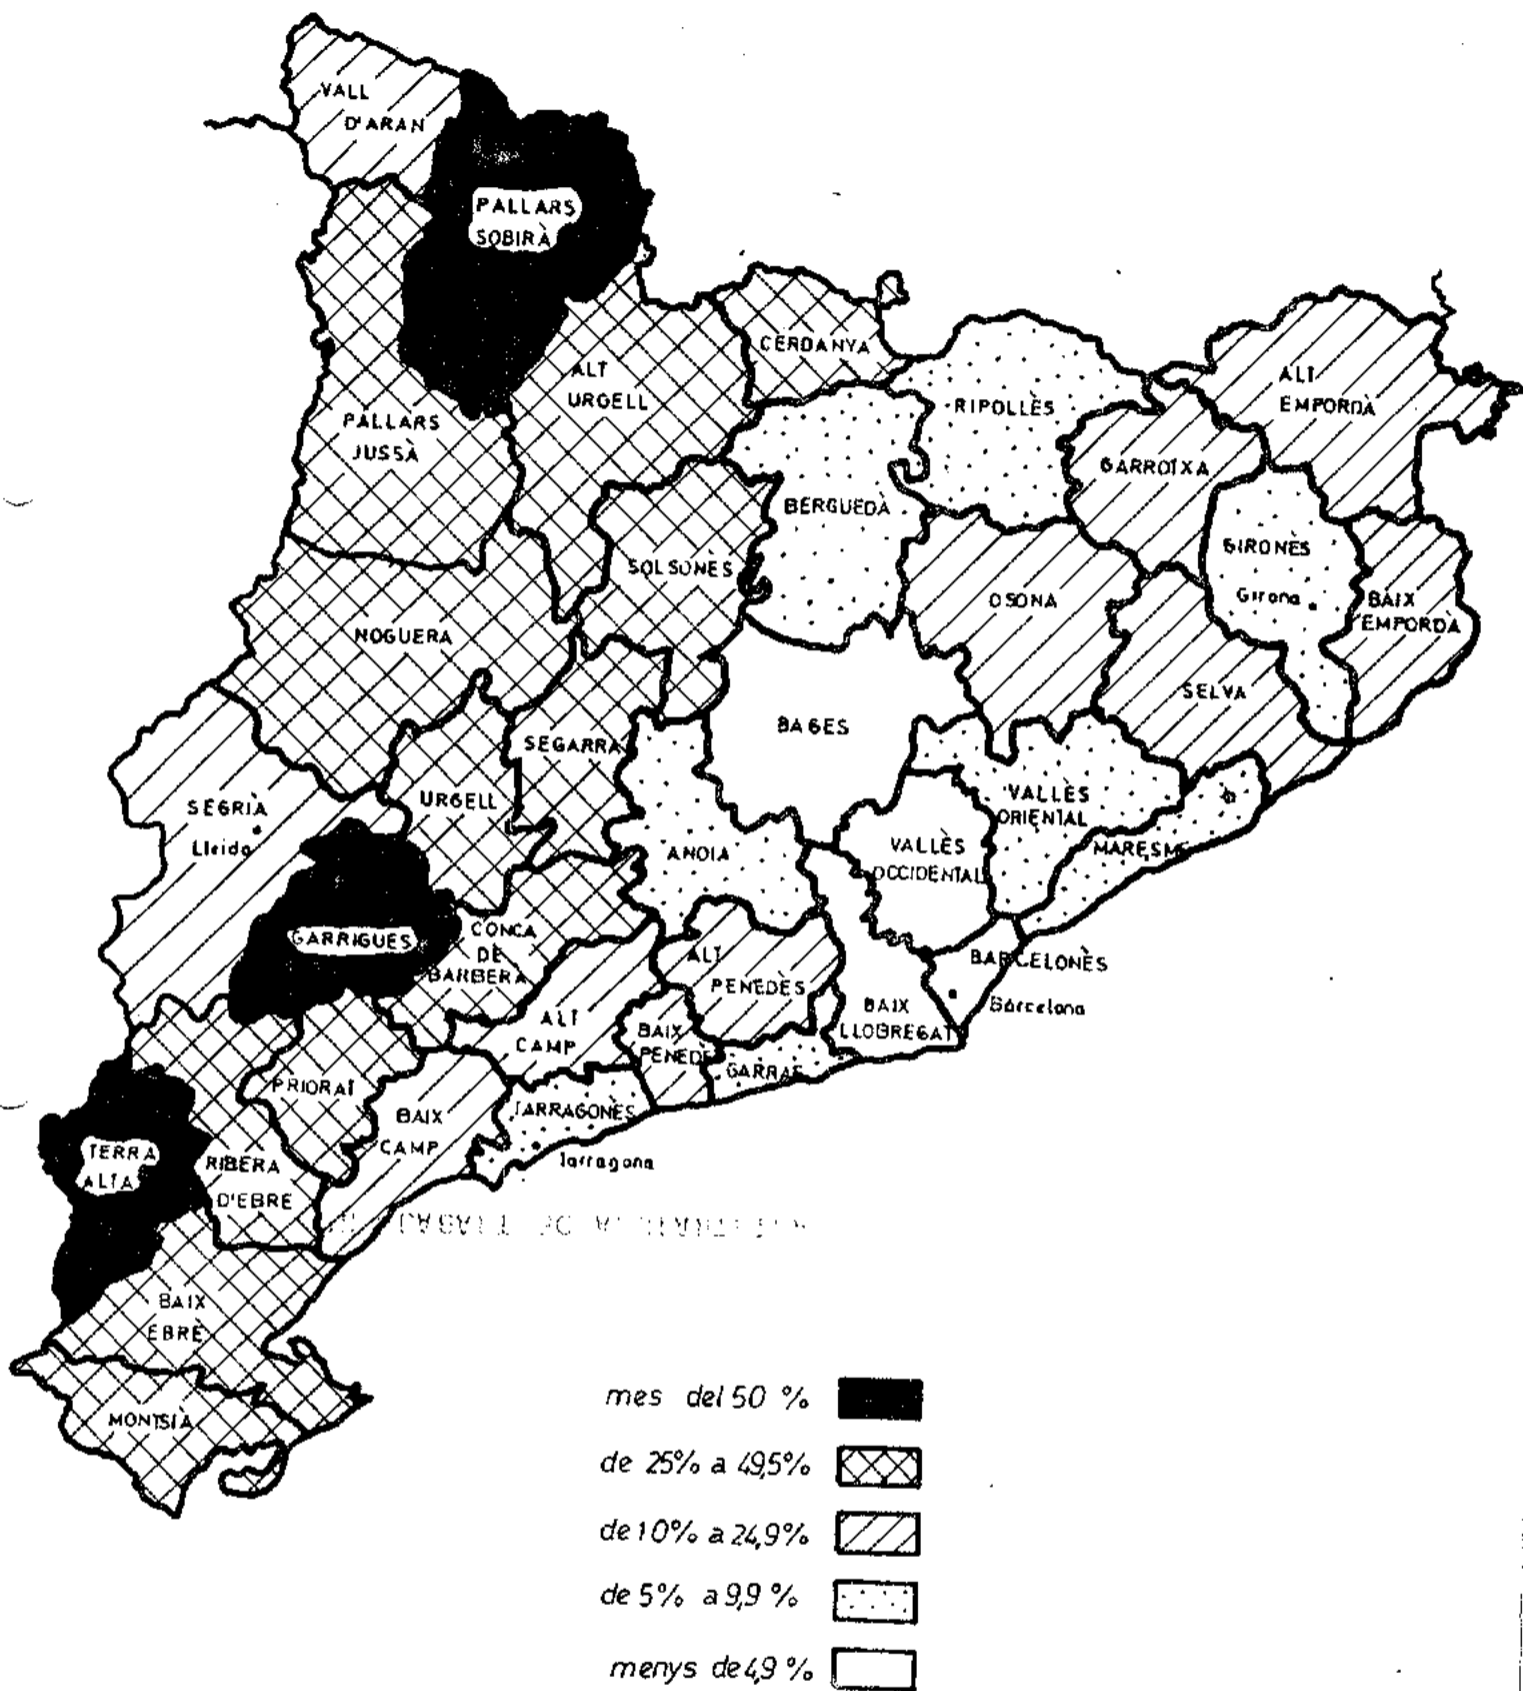 VALL
D'ARAN
PALLARS
SOBIRÀ
CERDANYA
ALT
URGELL
RIPOLLÈS
ALT
EMPORDÀ
PALLARS
JUSSÀ
GARROTXA
BERGUEDÀ
GIRONÈS
Girona
SOLSONÈS
OSONA
BAIX
EMPORDÀ
NOGUERA
SELVA
BAGES
SEGARRA
URGELL
VALLÈS
ORIENTAL
SEGRIÀ
Lleida
MARESME
VALLÈS
OCCIDENTAL
ANOIA
GARRIGUES
CONCA
DE
BARBERÀ
ALT
PENEDÈS
BARCELONÈS
Barcelona
BAIX
LLOBREGAT
ALT
CAMP
BAIX
PENEDÈ
GARRAF
PRIORAT
BAIX
CAMP
TARRAGONÈS
Tarragona
TERRA
ALTA
RIBERA
D'EBRE
BAIX
EBRE
MONTSIÀ
mes del 50 %
de 25% a 49,5%
de 10% a 24,9%
de 5% a 9,9 %
menys de 4,9 %